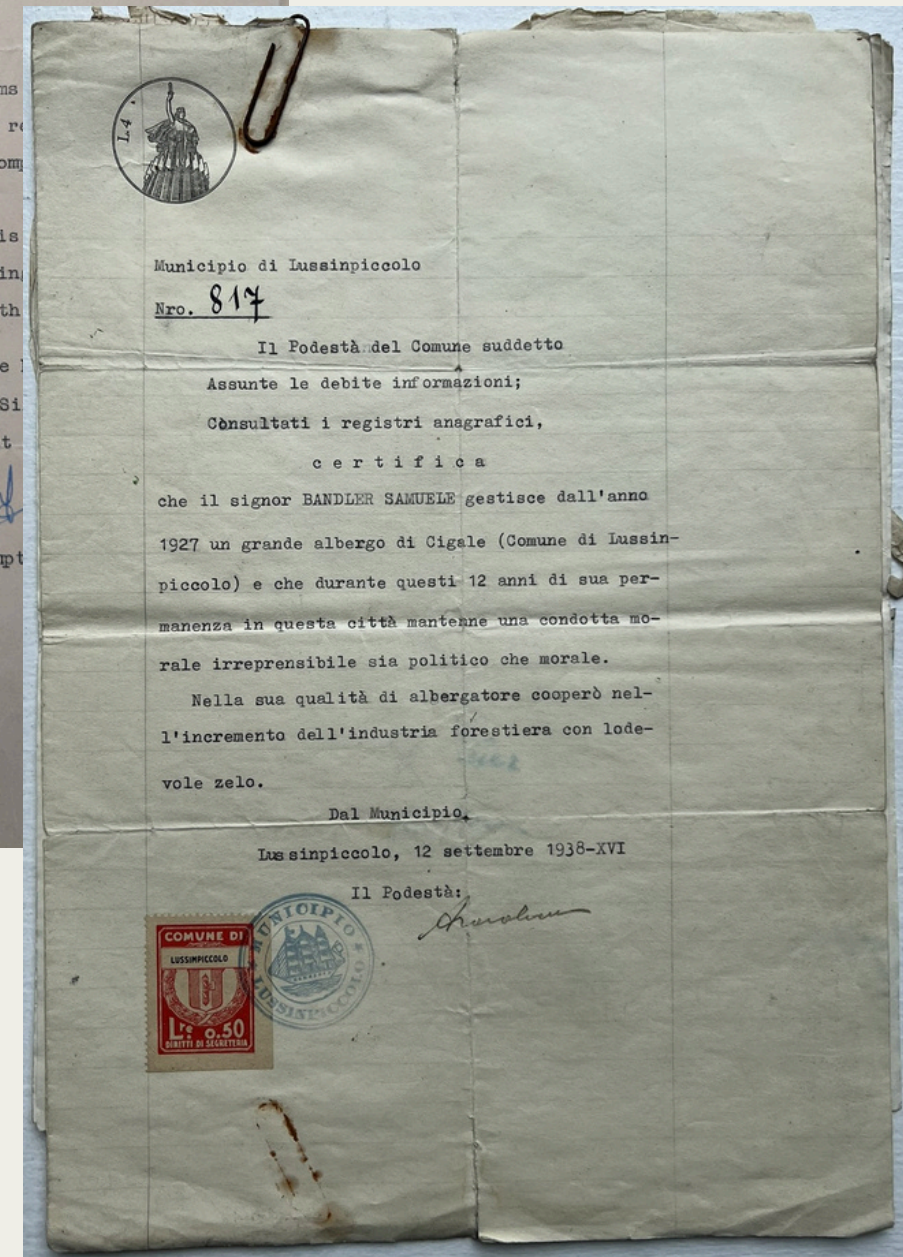 L.4
Municipio di Lussinpiccolo
Nro. 817
Il Podestà del Comune suddetto
Assunte le debite informazioni;
Cònsultati i registri anagrafici,
c e r t i f i c a
che il signor BANDLER SAMUELE gestisce dall'anno
1927 un grande albergo di Cigale (Comune di Lussin-
piccolo) e che durante questi 12 anni di sua per-
manenza in questa città mantenne una condotta mo-
rale irreprensibile sia politico che morale.
Nella sua qualità di albergatore cooperò nel-
l'incremento dell'industria forestiera con lode-
vole zelo.
Dal Municipio.
Lussinpiccolo, 12 settembre 1938-XVI
Il Podestà:
MUNICIPIO
LUSSINPICCOLO
COMUNE DI
LUSSINPICCOLO
Lre 0.50
DIRITTI DI SEGRETERIA